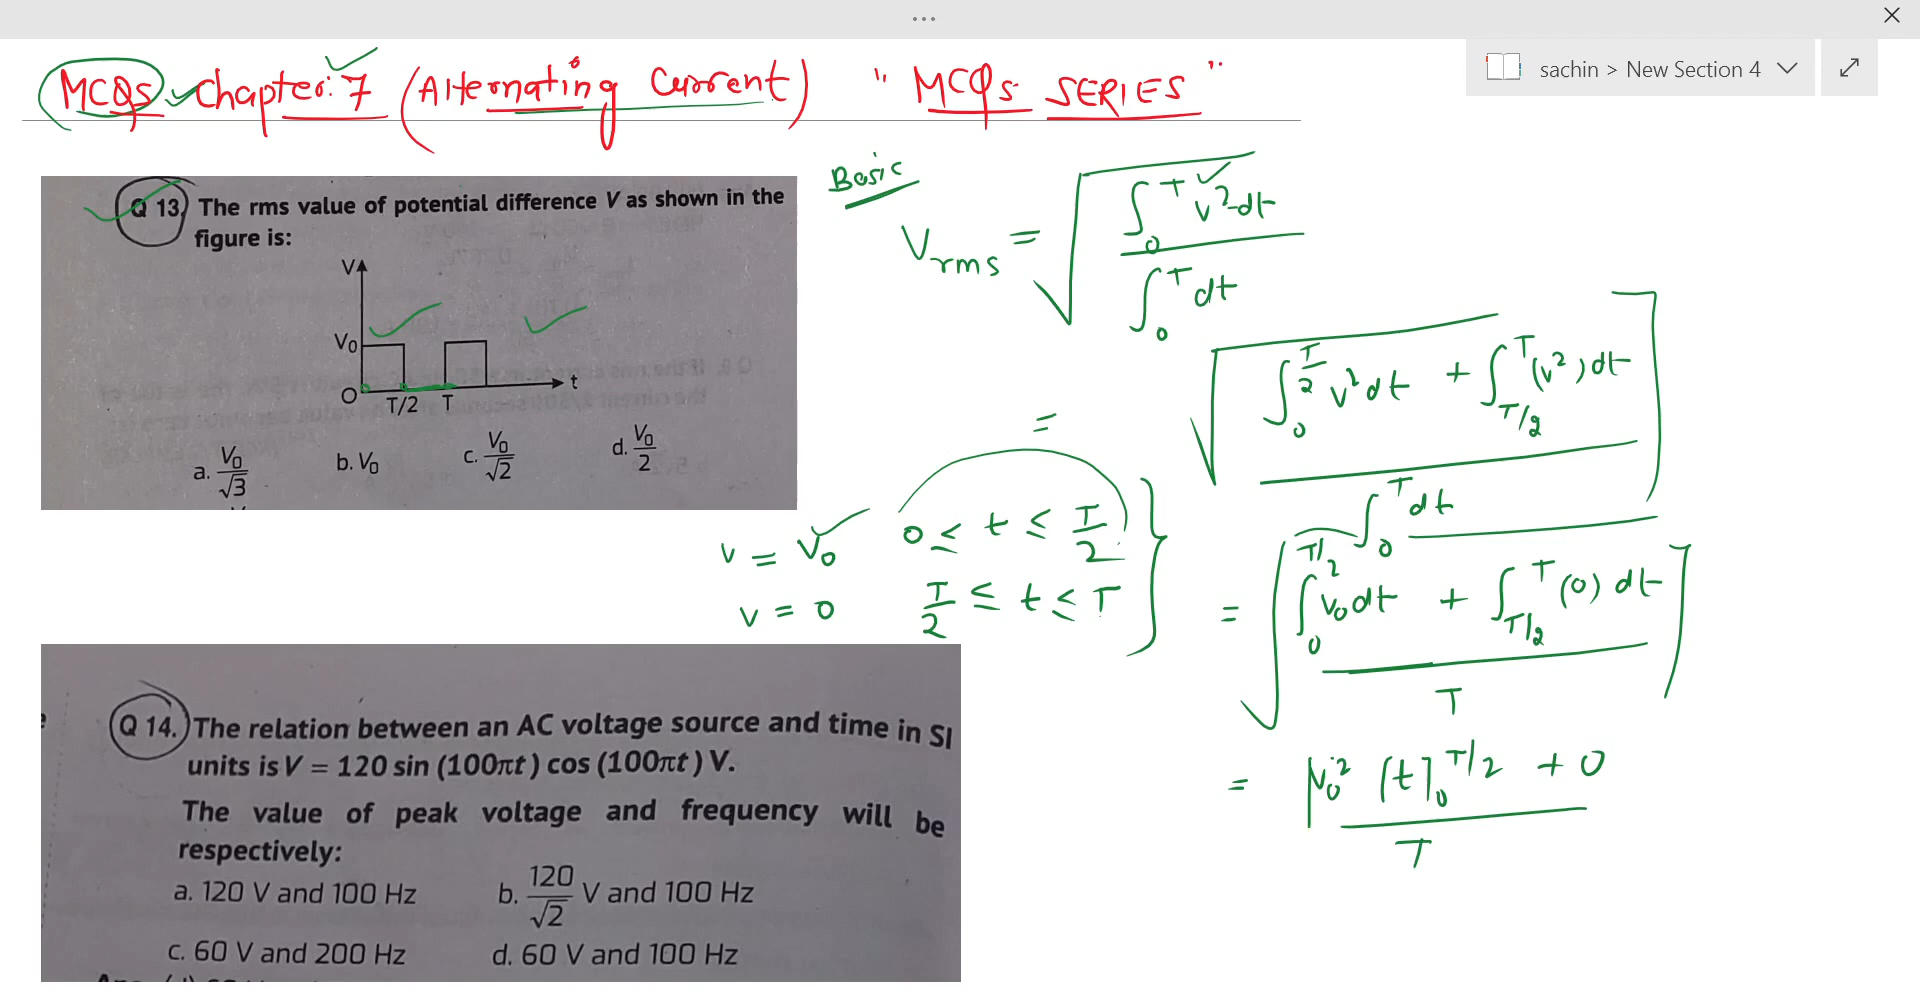 MCQs Chapter: 7 (Alternating Current) " MCQs SERIES "
sachin > New Section 4
Q 13. The rms value of potential difference V as shown in the
figure is:
V
V₀
O T/2 T t
a. V₀/√3 b. V₀ c. V₀/√2 d. V₀/2
Basic
V rms = √(∫₀ᵀ v² dt / ∫₀ᵀ dt)
= √[(∫₀^(T/2) v² dt + ∫_(T/2)^T (v²) dt) / ∫₀ᵀ dt]
v = V₀ 0 ≤ t ≤ T/2
v = 0 T/2 ≤ t ≤ T
= √[(∫₀^(T/2) V₀ dt + ∫_(T/2)^T (0) dt) / T]
= V₀² [t]₀^(T/2) + 0 / T
Q 14. The relation between an AC voltage source and time in SI
units is V = 120 sin (100πt) cos (100πt) V.
The value of peak voltage and frequency will be
respectively:
a. 120 V and 100 Hz b. 120/√2 V and 100 Hz
c. 60 V and 200 Hz d. 60 V and 100 Hz